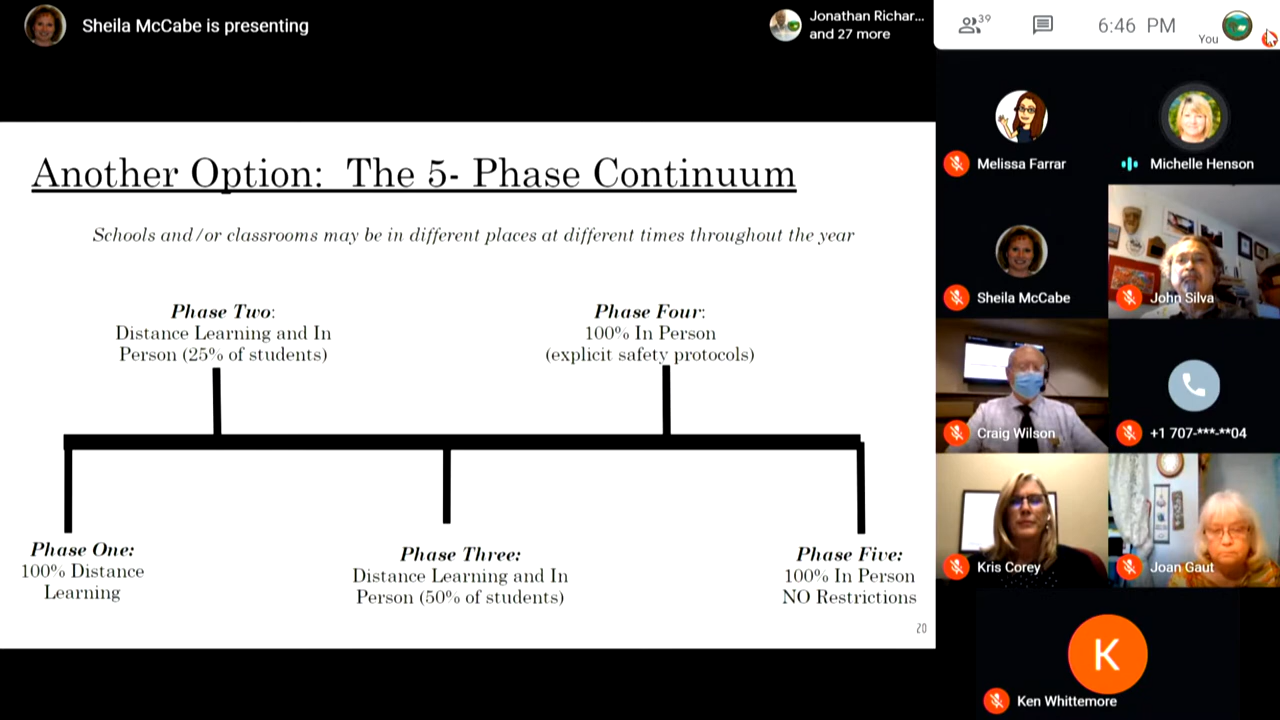 Sheila McCabe is presenting
Jonathan Richar...
and 27 more
39
6:46 PM
You
Another Option: The 5- Phase Continuum
Schools and/or classrooms may be in different places at different times throughout the year
Phase Two:
Distance Learning and In
Person (25% of students)
Phase Four:
100% In Person
(explicit safety protocols)
Phase One:
100% Distance
Learning
Phase Three:
Distance Learning and In
Person (50% of students)
Phase Five:
100% In Person
NO Restrictions
20
Melissa Farrar
Michelle Henson
Sheila McCabe
John Silva
Craig Wilson
+1 707-***-**04
Kris Corey
Joan Gaut
K
Ken Whittemore